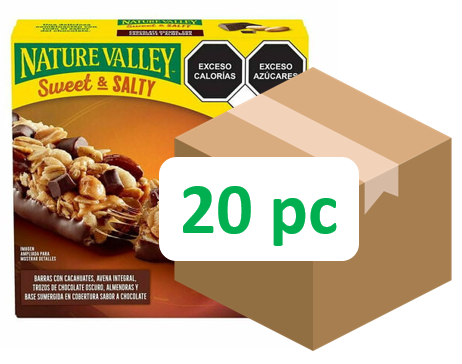 NATURE VALLEY
Sweet & SALTY
EXCESO
CALORÍAS
EXCESO
AZÚCARES
20 pc
IMAGEN
AMPLIADA PARA
MOSTRAR DETALLES
BARRAS CON CACAHUATES, AVENA INTEGRAL,
TROZOS DE CHOCOLATE OSCURO, ALMENDRAS Y
BASE SUMERGIDA EN COBERTURA SABOR A CHOCOLATE